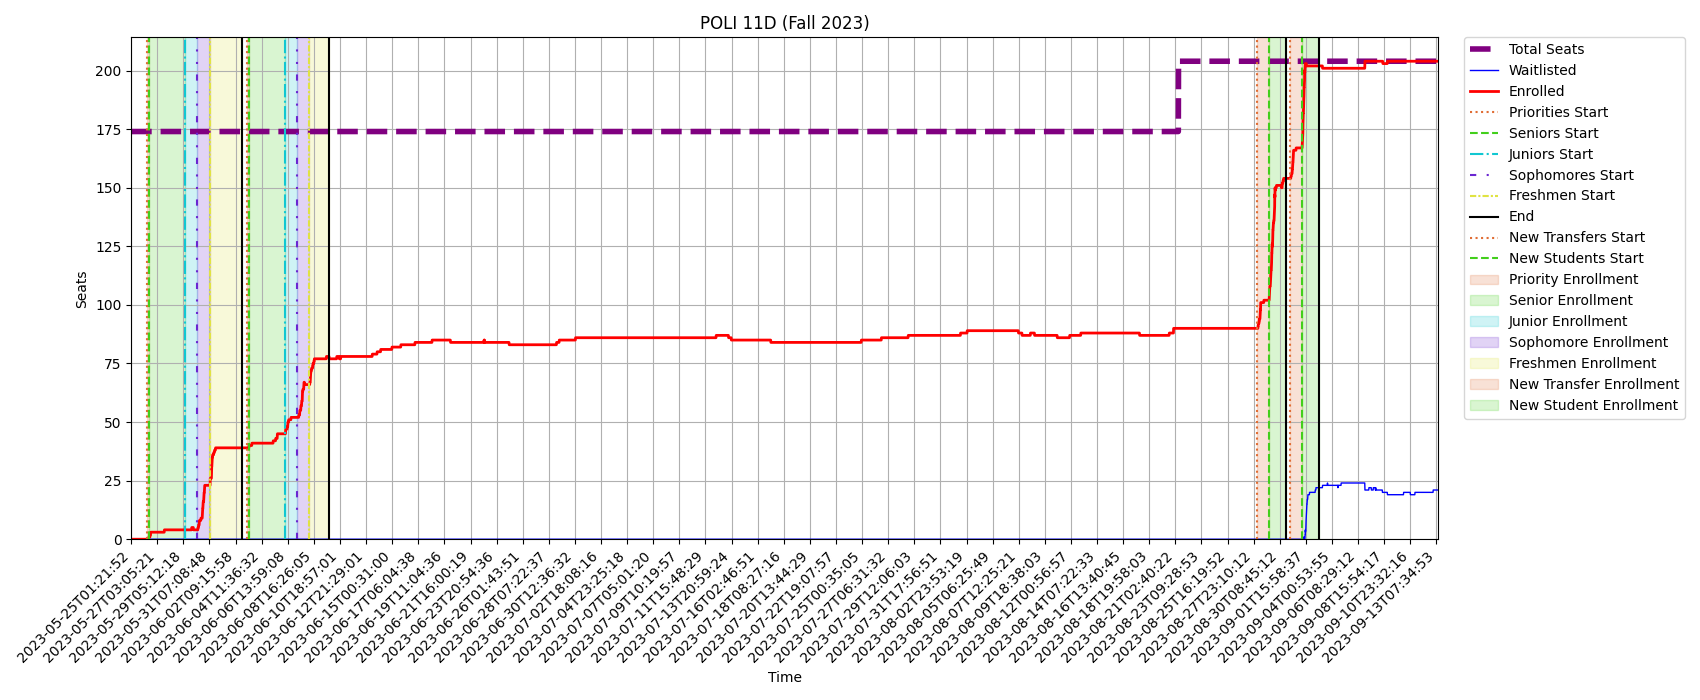 POLI 11D (Fall 2023)
Seats
200
175
150
125
100
75
50
25
0
2023-05-25T01:21:52
2023-05-27T03:05:21
2023-05-29T05:12:18
2023-05-31T07:08:48
2023-06-02T09:15:58
2023-06-04T11:36:32
2023-06-06T13:59:08
2023-06-08T16:26:05
2023-06-10T18:57:01
2023-06-12T21:29:01
2023-06-15T00:31:00
2023-06-17T06:04:38
2023-06-19T11:04:36
2023-06-21T16:00:19
2023-06-23T20:54:36
2023-06-26T01:43:51
2023-06-28T07:22:37
2023-06-30T12:36:32
2023-07-02T18:08:16
2023-07-04T23:25:18
2023-07-07T05:01:20
2023-07-09T10:19:57
2023-07-11T15:48:29
2023-07-13T20:59:24
2023-07-16T02:46:51
2023-07-18T08:27:16
2023-07-20T13:44:29
2023-07-22T19:07:57
2023-07-25T00:35:05
2023-07-27T06:31:32
2023-07-29T12:06:03
2023-07-31T17:56:51
2023-08-02T23:53:19
2023-08-05T06:25:49
2023-08-07T12:25:21
2023-08-09T18:38:03
2023-08-12T00:56:57
2023-08-14T07:22:33
2023-08-16T13:40:45
2023-08-18T19:58:03
2023-08-21T02:40:22
2023-08-23T09:28:53
2023-08-25T16:19:52
2023-08-27T23:10:12
2023-08-30T08:45:12
2023-09-01T11:58:37
2023-09-04T00:53:55
2023-09-06T08:29:12
2023-09-08T15:54:17
2023-09-10T23:32:16
2023-09-13T07:34:53
Time
Total Seats
Waitlisted
Enrolled
Priorities Start
Seniors Start
Juniors Start
Sophomores Start
Freshmen Start
End
New Transfers Start
New Students Start
Priority Enrollment
Senior Enrollment
Junior Enrollment
Sophomore Enrollment
Freshmen Enrollment
New Transfer Enrollment
New Student Enrollment